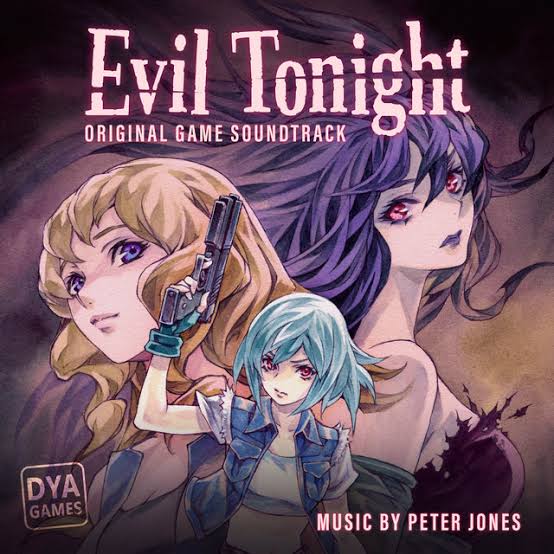 Evil Tonight
ORIGINAL GAME SOUNDTRACK
DYA
GAMES
MUSIC BY PETER JONES